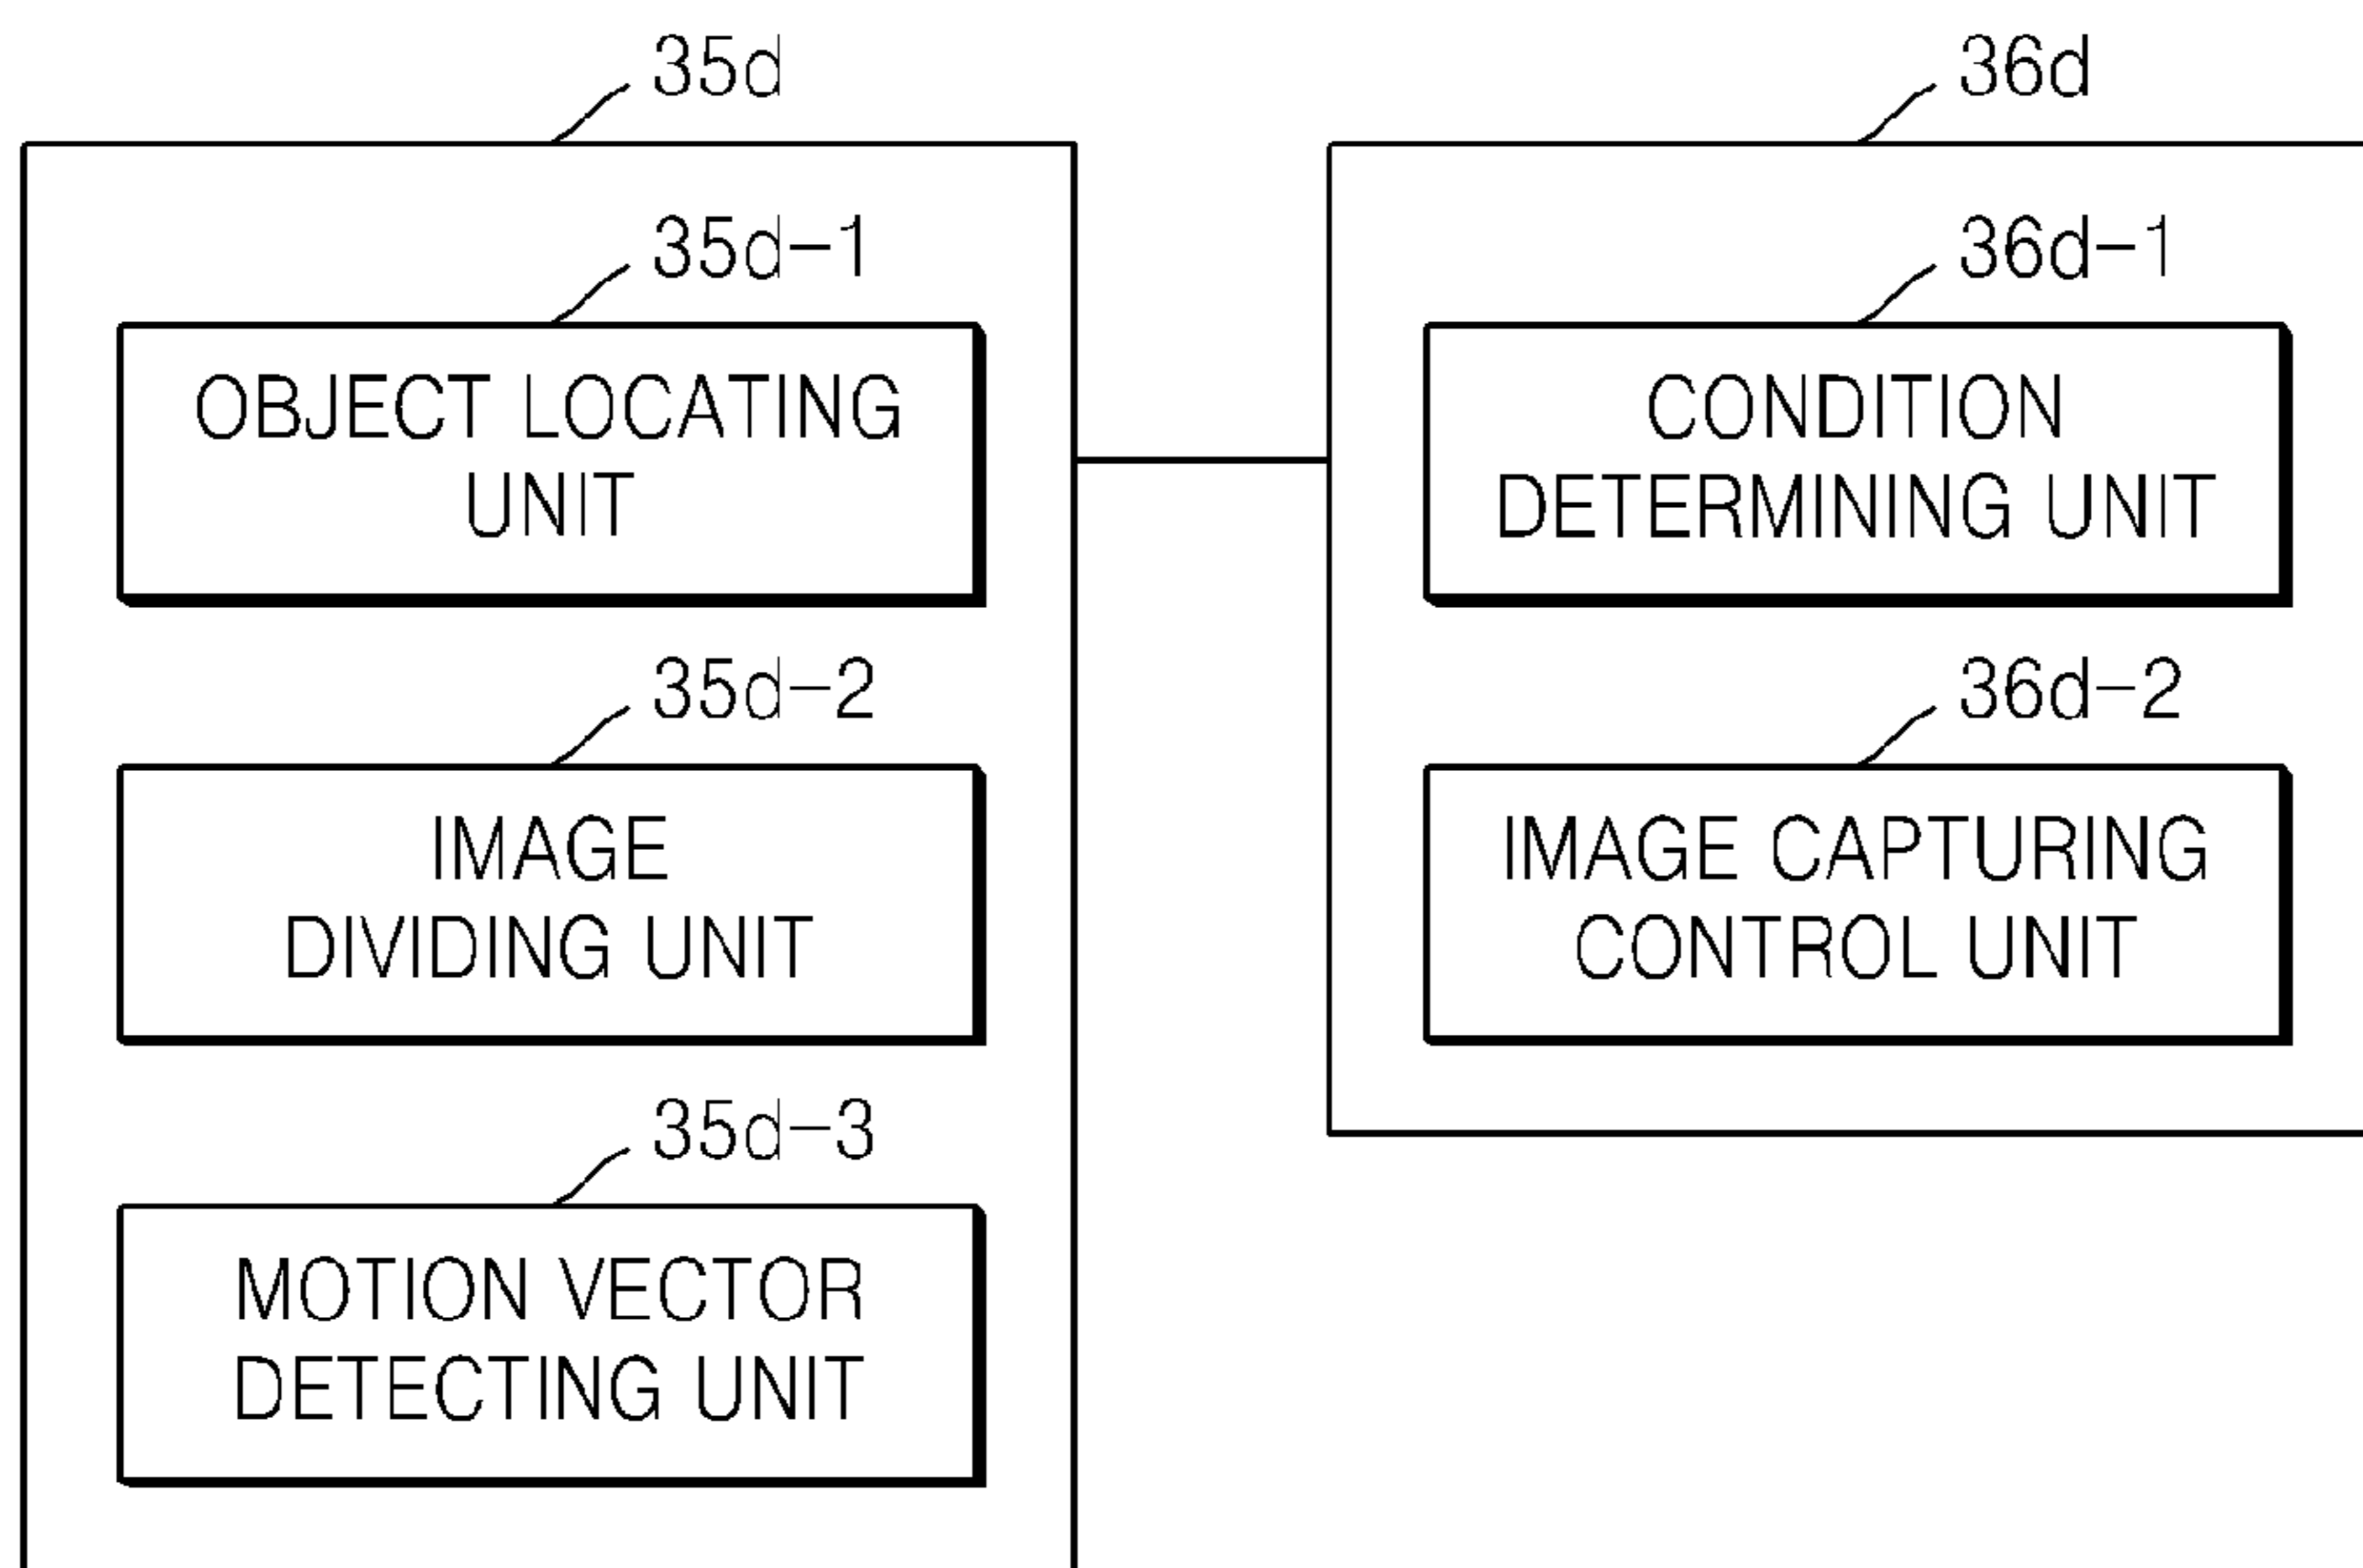 35d
35d-1
OBJECT LOCATING
UNIT
35d-2
IMAGE
DIVIDING UNIT
35d-3
MOTION VECTOR
DETECTING UNIT
36d
36d-1
CONDITION
DETERMINING UNIT
36d-2
IMAGE CAPTURING
CONTROL UNIT